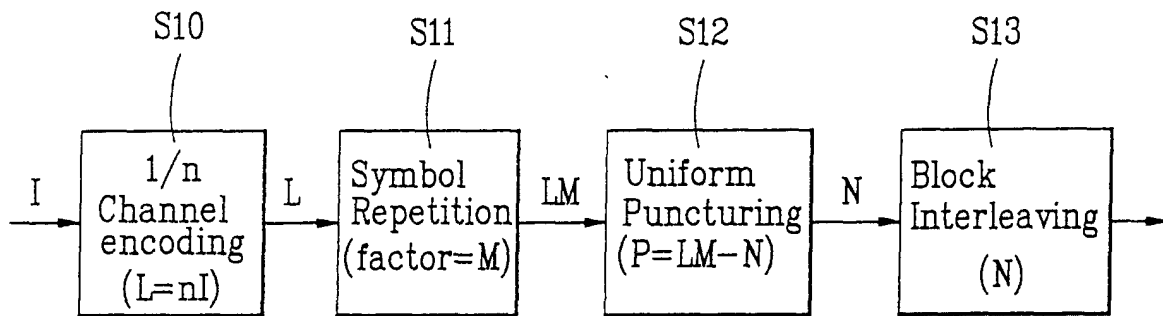 S10
S11
S12
S13
I
1/n
Channel
encoding
(L=nI)
L
Symbol
Repetition
(factor=M)
LM
Uniform
Puncturing
(P=LM-N)
N
Block
Interleaving
(N)